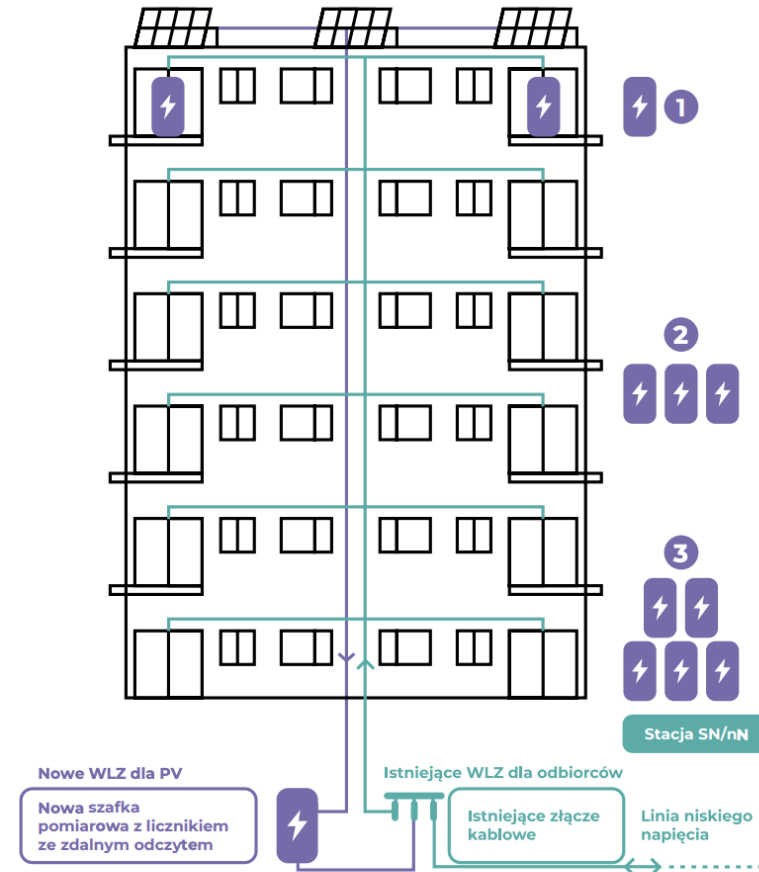 1
2
3
Stacja SN/nN
Nowe WLZ dla PV
Istniejące WLZ dla odbiorców
Nowa szafka
pomiarowa z licznikiem
ze zdalnym odczytem
Istniejące złącze
kablowe
Linia niskiego
napięcia